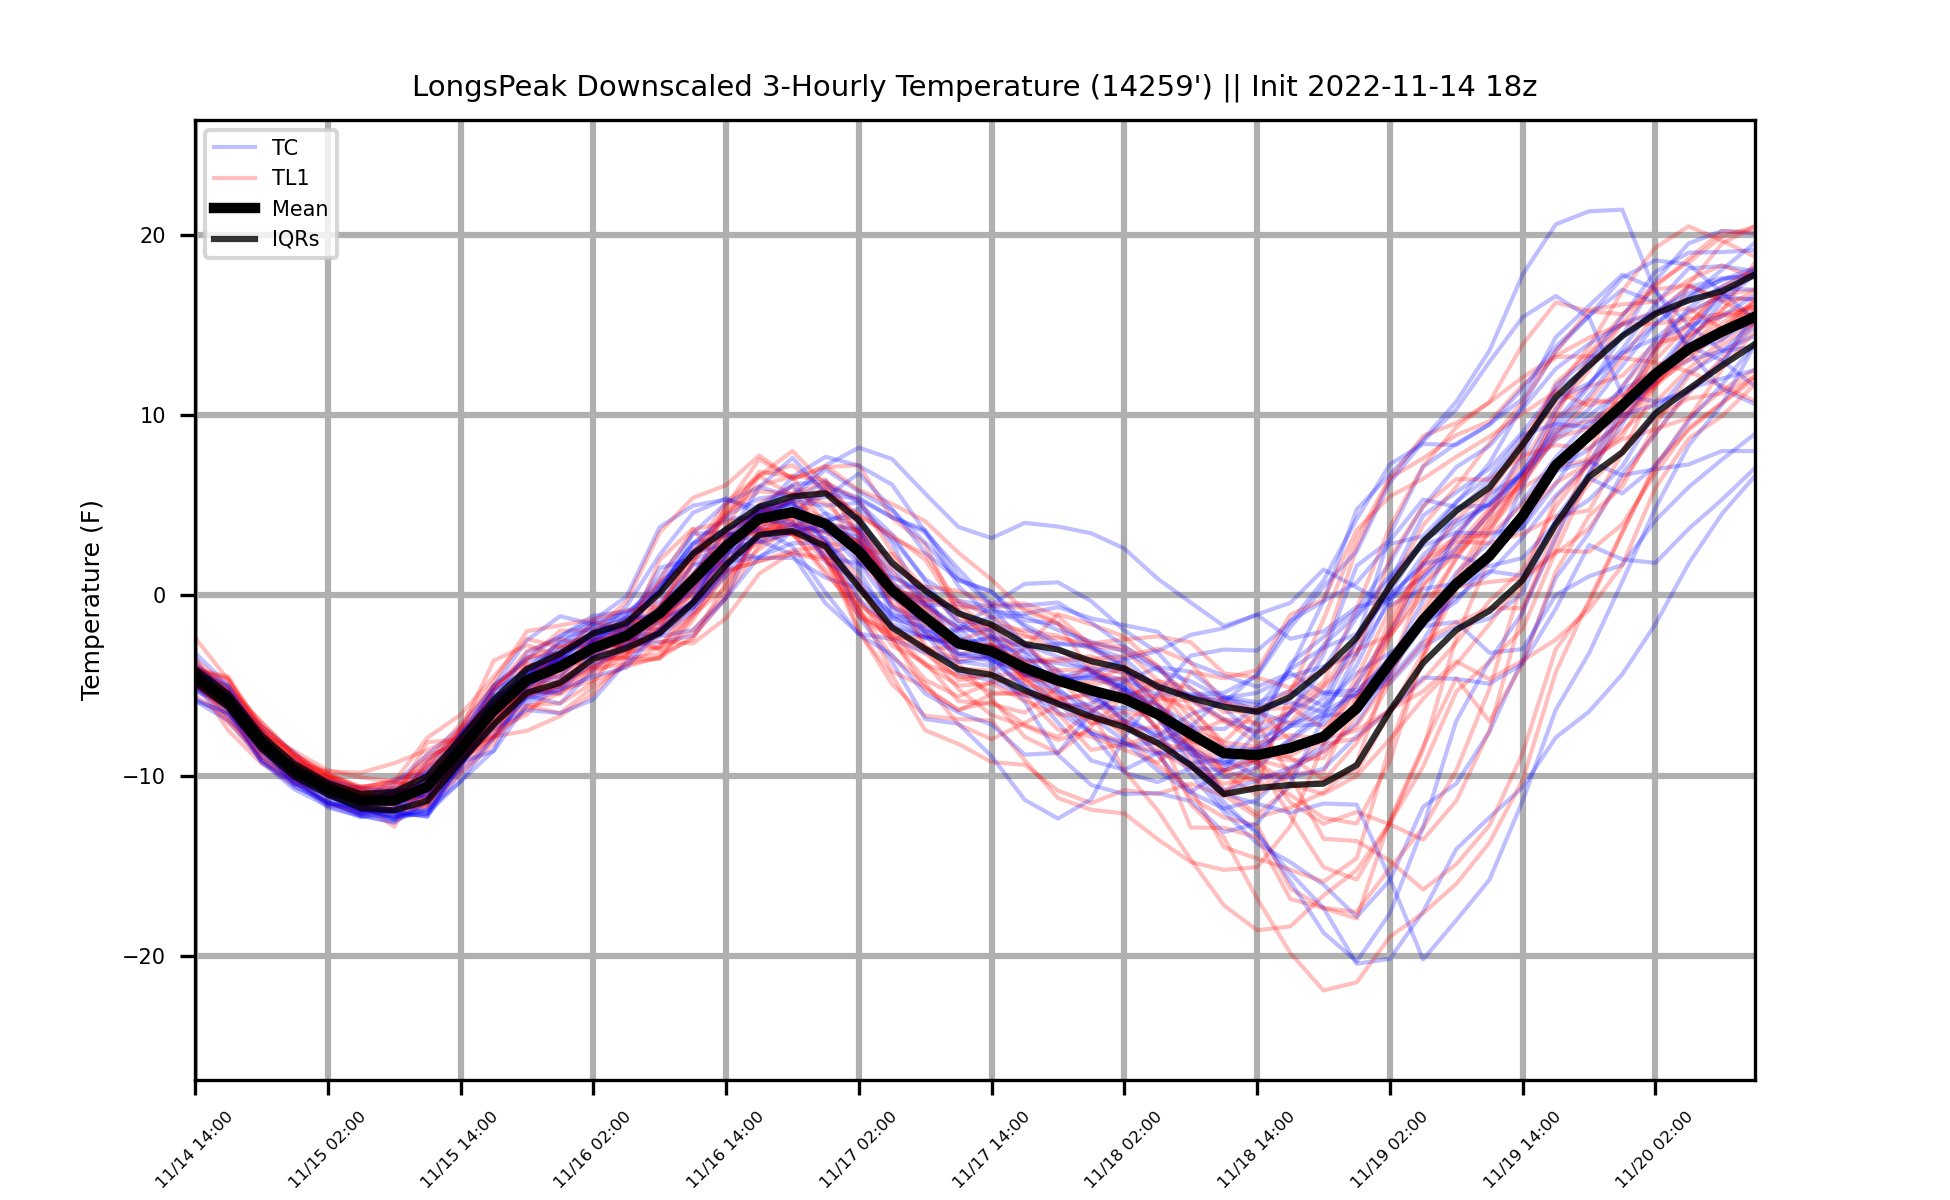 LongsPeak Downscaled 3-Hourly Temperature (14259') || Init 2022-11-14 18z
TC
TL1
Mean
IQRs
Temperature (F)
20
10
0
−10
−20
11/14 14:00
11/15 02:00
11/15 14:00
11/16 02:00
11/16 14:00
11/17 02:00
11/17 14:00
11/18 02:00
11/18 14:00
11/19 02:00
11/19 14:00
11/20 02:00